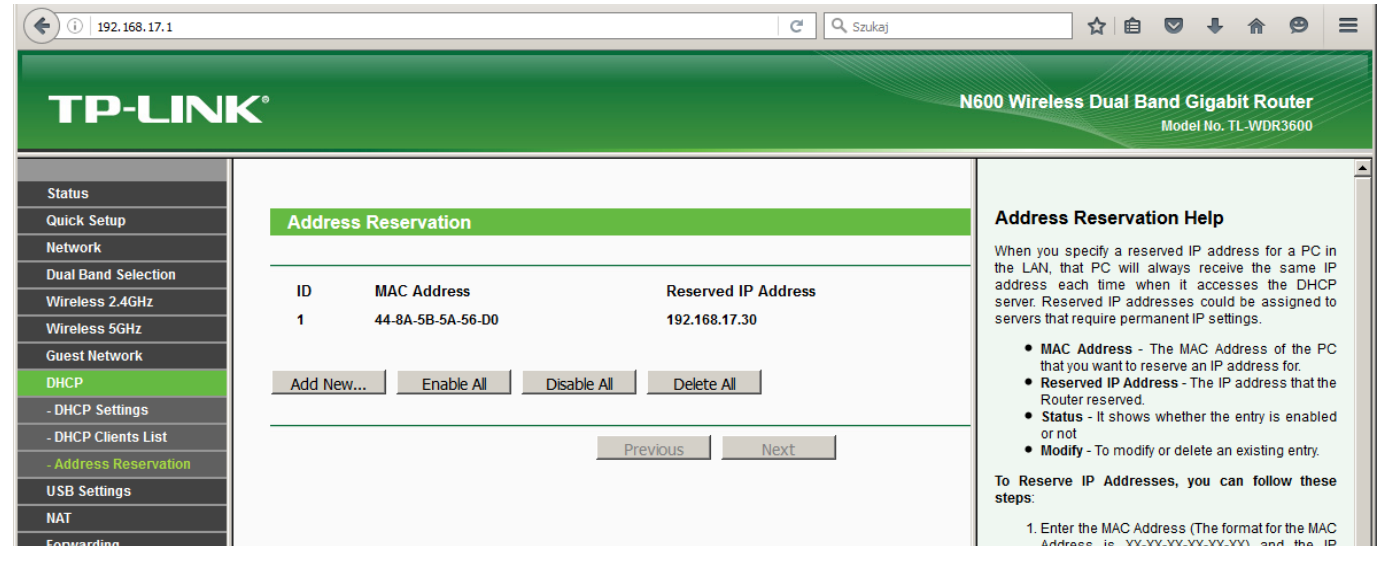 192.168.17.1
Szukaj
TP-LINK®
N600 Wireless Dual Band Gigabit Router
Model No. TL-WDR3600
Status
Quick Setup
Network
Dual Band Selection
Wireless 2.4GHz
Wireless 5GHz
Guest Network
DHCP
- DHCP Settings
- DHCP Clients List
- Address Reservation
USB Settings
NAT
Forwarding
Address Reservation
ID MAC Address Reserved IP Address
1 44-8A-5B-5A-56-D0 192.168.17.30
Add New... Enable All Disable All Delete All
Previous Next
Address Reservation Help
When you specify a reserved IP address for a PC in
the LAN, that PC will always receive the same IP
address each time when it accesses the DHCP
server. Reserved IP addresses could be assigned to
servers that require permanent IP settings.
• MAC Address - The MAC Address of the PC
that you want to reserve an IP address for.
• Reserved IP Address - The IP address that the
Router reserved.
• Status - It shows whether the entry is enabled
or not
• Modify - To modify or delete an existing entry.
To Reserve IP Addresses, you can follow these
steps:
1. Enter the MAC Address (The format for the MAC
Address is XX-XX-XX-XX-XX-XX) and the IP